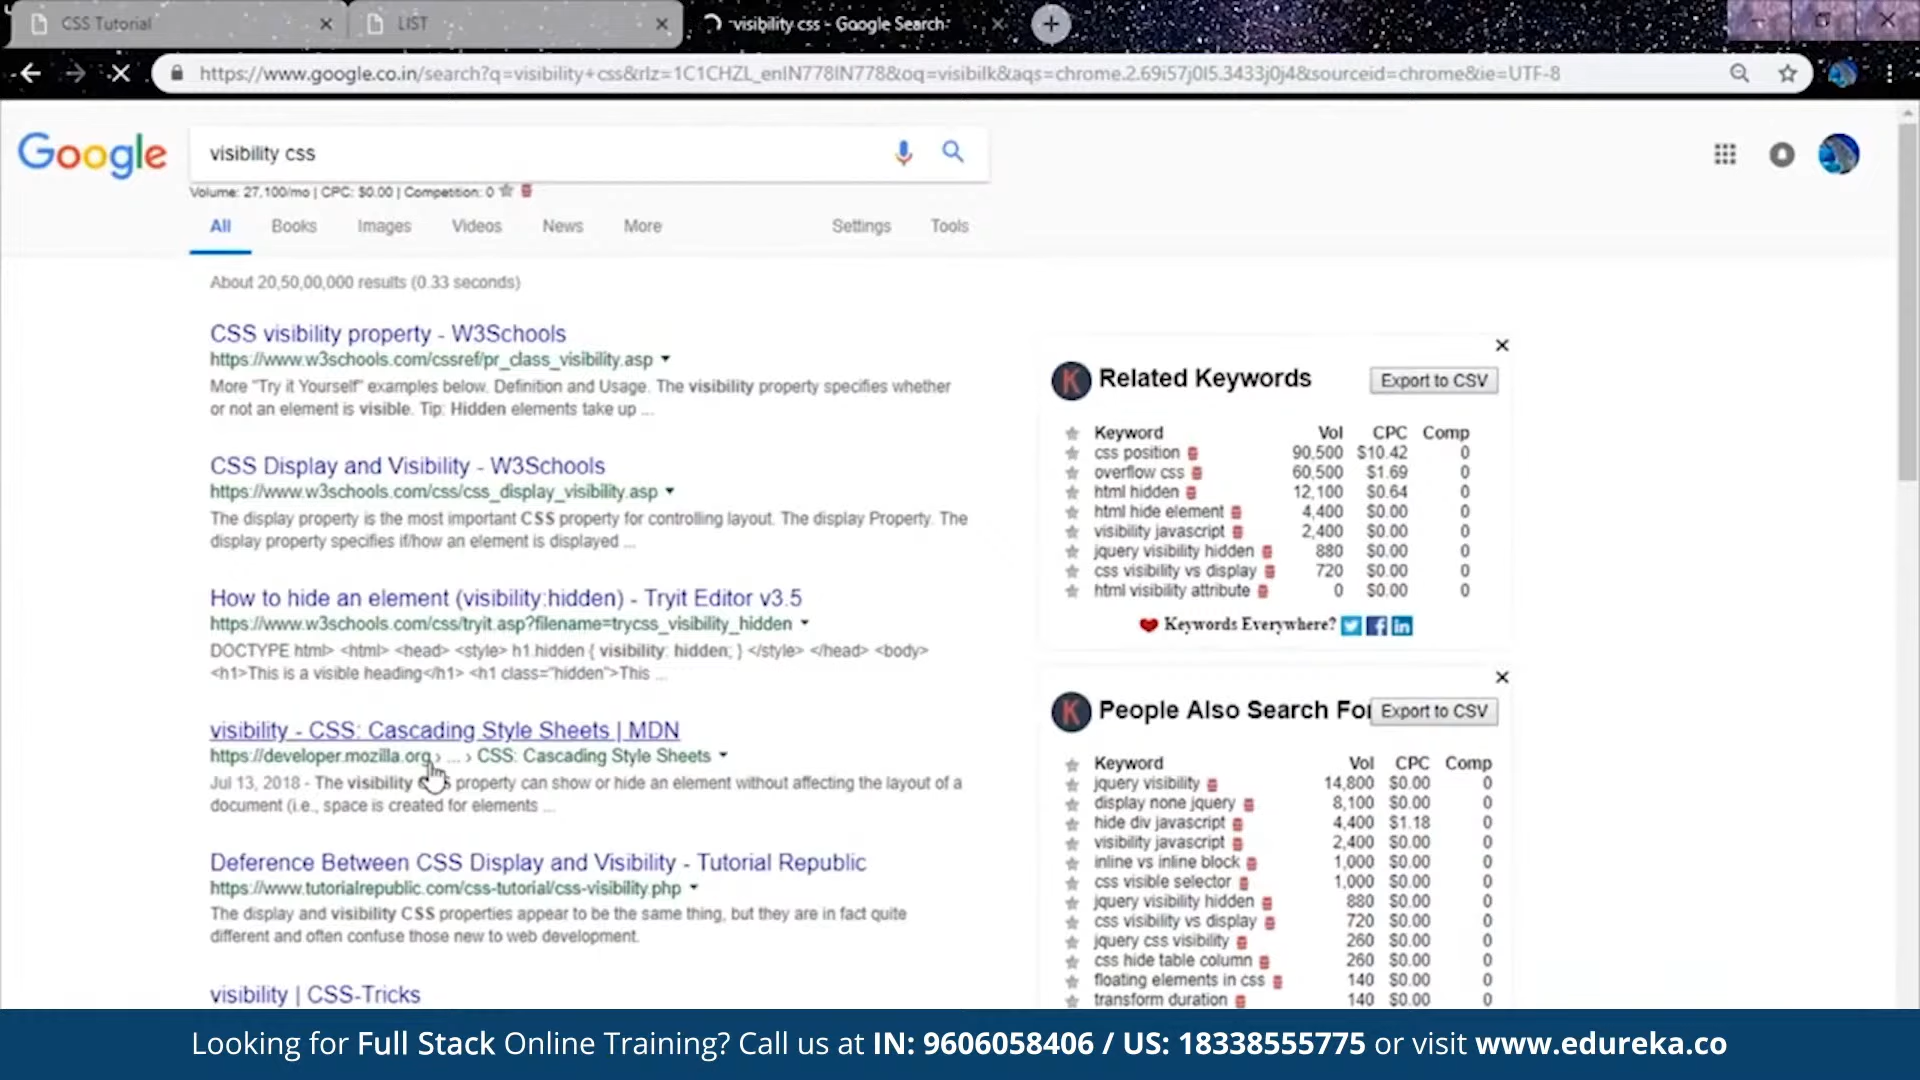 CSS Tutorial
LIST
visibility css - Google Search
https://www.google.co.in/search?q=visibility+css&rlz=1C1CHZL_enIN778IN778&oq=visibilk&aqs=chrome.2.69i57j0l5.3433j0j4&sourceid=chrome&ie=UTF-8
Google
visibility css
Volume: 27,100/mo | CPC: $0.00 | Competition: 0
All Books Images Videos News More Settings Tools
About 20,50,00,000 results (0.33 seconds)
CSS visibility property - W3Schools
https://www.w3schools.com/cssref/pr_class_visibility.asp
More "Try it Yourself" examples below. Definition and Usage. The visibility property specifies whether
or not an element is visible. Tip: Hidden elements take up ...
CSS Display and Visibility - W3Schools
https://www.w3schools.com/css/css_display_visibility.asp
The display property is the most important CSS property for controlling layout. The display Property. The
display property specifies if/how an element is displayed ...
How to hide an element (visibility:hidden) - Tryit Editor v3.5
https://www.w3schools.com/css/tryit.asp?filename=trycss_visibility_hidden
DOCTYPE html> <html> <head> <style> h1.hidden { visibility: hidden; } </style> </head> <body>
<h1>This is a visible heading</h1> <h1 class="hidden">This ...
visibility - CSS: Cascading Style Sheets | MDN
https://developer.mozilla.org › ... › CSS: Cascading Style Sheets
Jul 13, 2018 - The visibility CSS property can show or hide an element without affecting the layout of a
document (i.e., space is created for elements ...
Deference Between CSS Display and Visibility - Tutorial Republic
https://www.tutorialrepublic.com/css-tutorial/css-visibility.php
The display and visibility CSS properties appear to be the same thing, but they are in fact quite
different and often confuse those new to web development.
visibility | CSS-Tricks
K Related Keywords Export to CSV
Keyword Vol CPC Comp
css position 90,500 $10.42 0
overflow css 60,500 $1.69 0
html hidden 12,100 $0.64 0
html hide element 4,400 $0.00 0
visibility javascript 2,400 $0.00 0
jquery visibility hidden 880 $0.00 0
css visibility vs display 720 $0.00 0
html visibility attribute 0 $0.00 0
Keywords Everywhere?
K People Also Search For Export to CSV
Keyword Vol CPC Comp
jquery visibility 14,800 $0.00 0
display none jquery 8,100 $0.00 0
hide div javascript 4,400 $1.18 0
visibility javascript 2,400 $0.00 0
inline vs inline block 1,000 $0.00 0
css visible selector 1,000 $0.00 0
jquery visibility hidden 880 $0.00 0
css visibility vs display 720 $0.00 0
jquery css visibility 260 $0.00 0
css hide table column 260 $0.00 0
floating elements in css 140 $0.00 0
transform duration 140 $0.00 0
Looking for Full Stack Online Training? Call us at IN: 9606058406 / US: 18338555775 or visit www.edureka.co